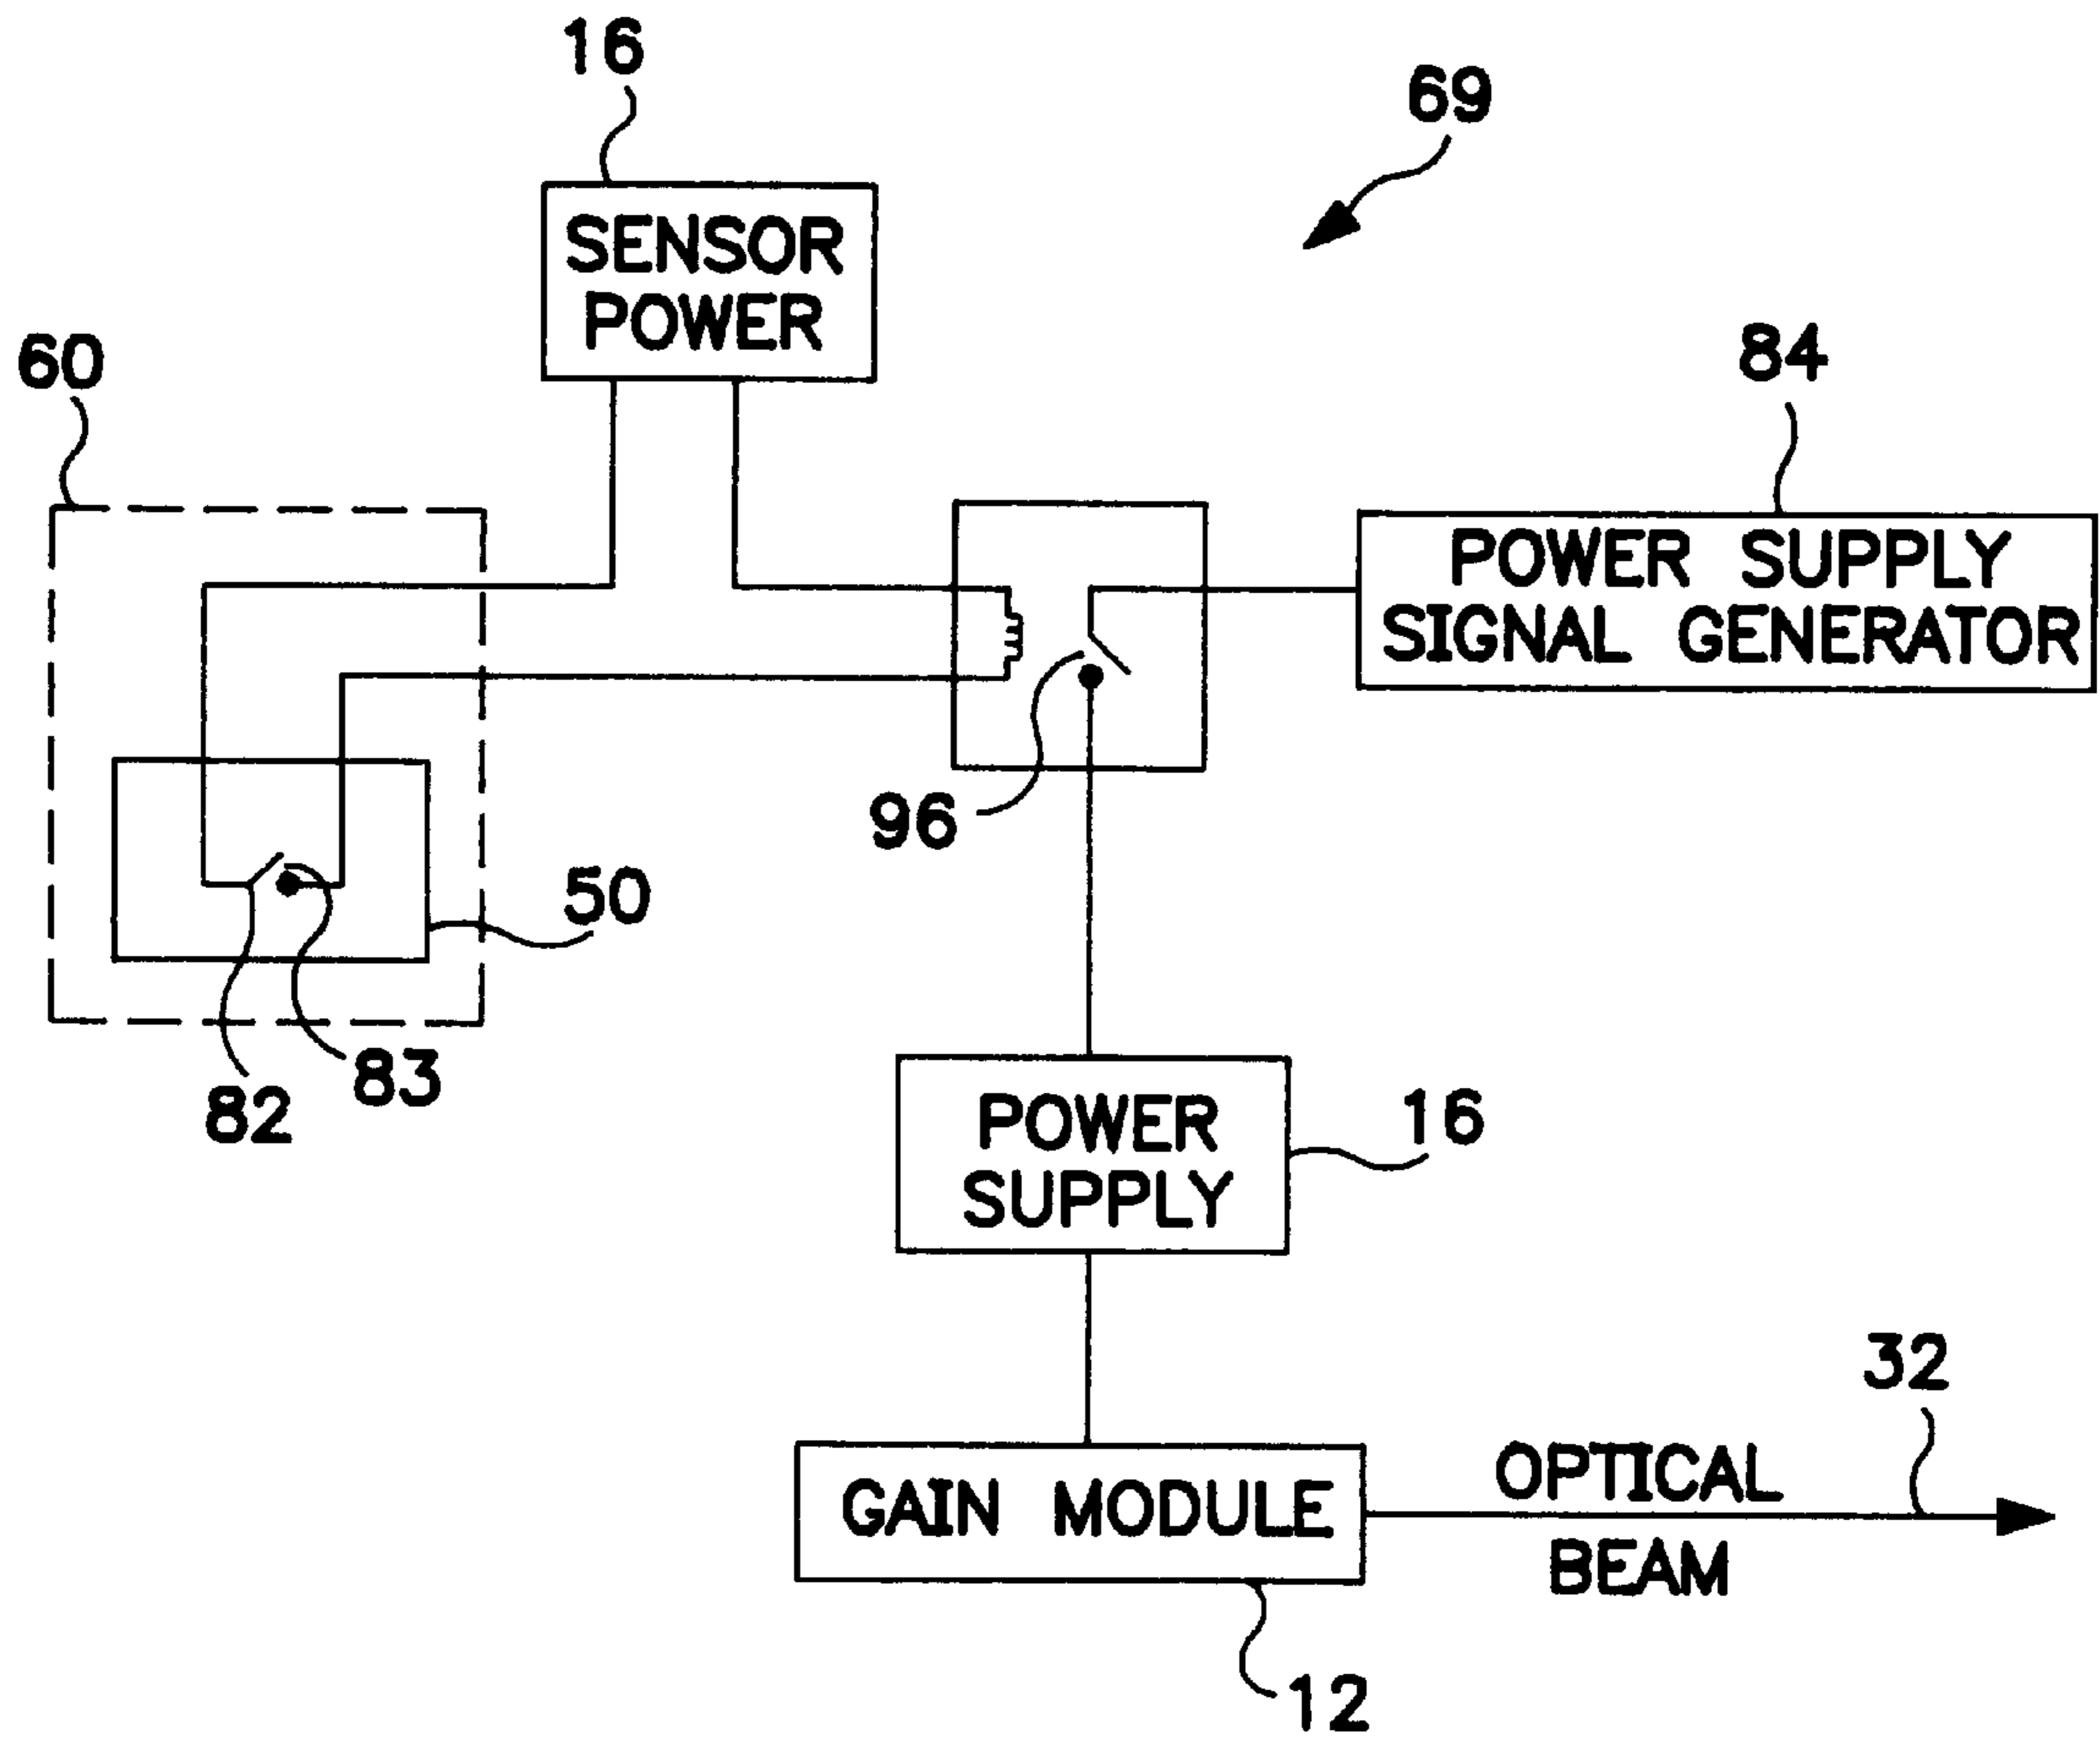 16
69
SENSOR
POWER
60
84
POWER SUPPLY
SIGNAL GENERATOR
96
50
83
82
POWER
SUPPLY
16
32
OPTICAL
BEAM
GAIN MODULE
12